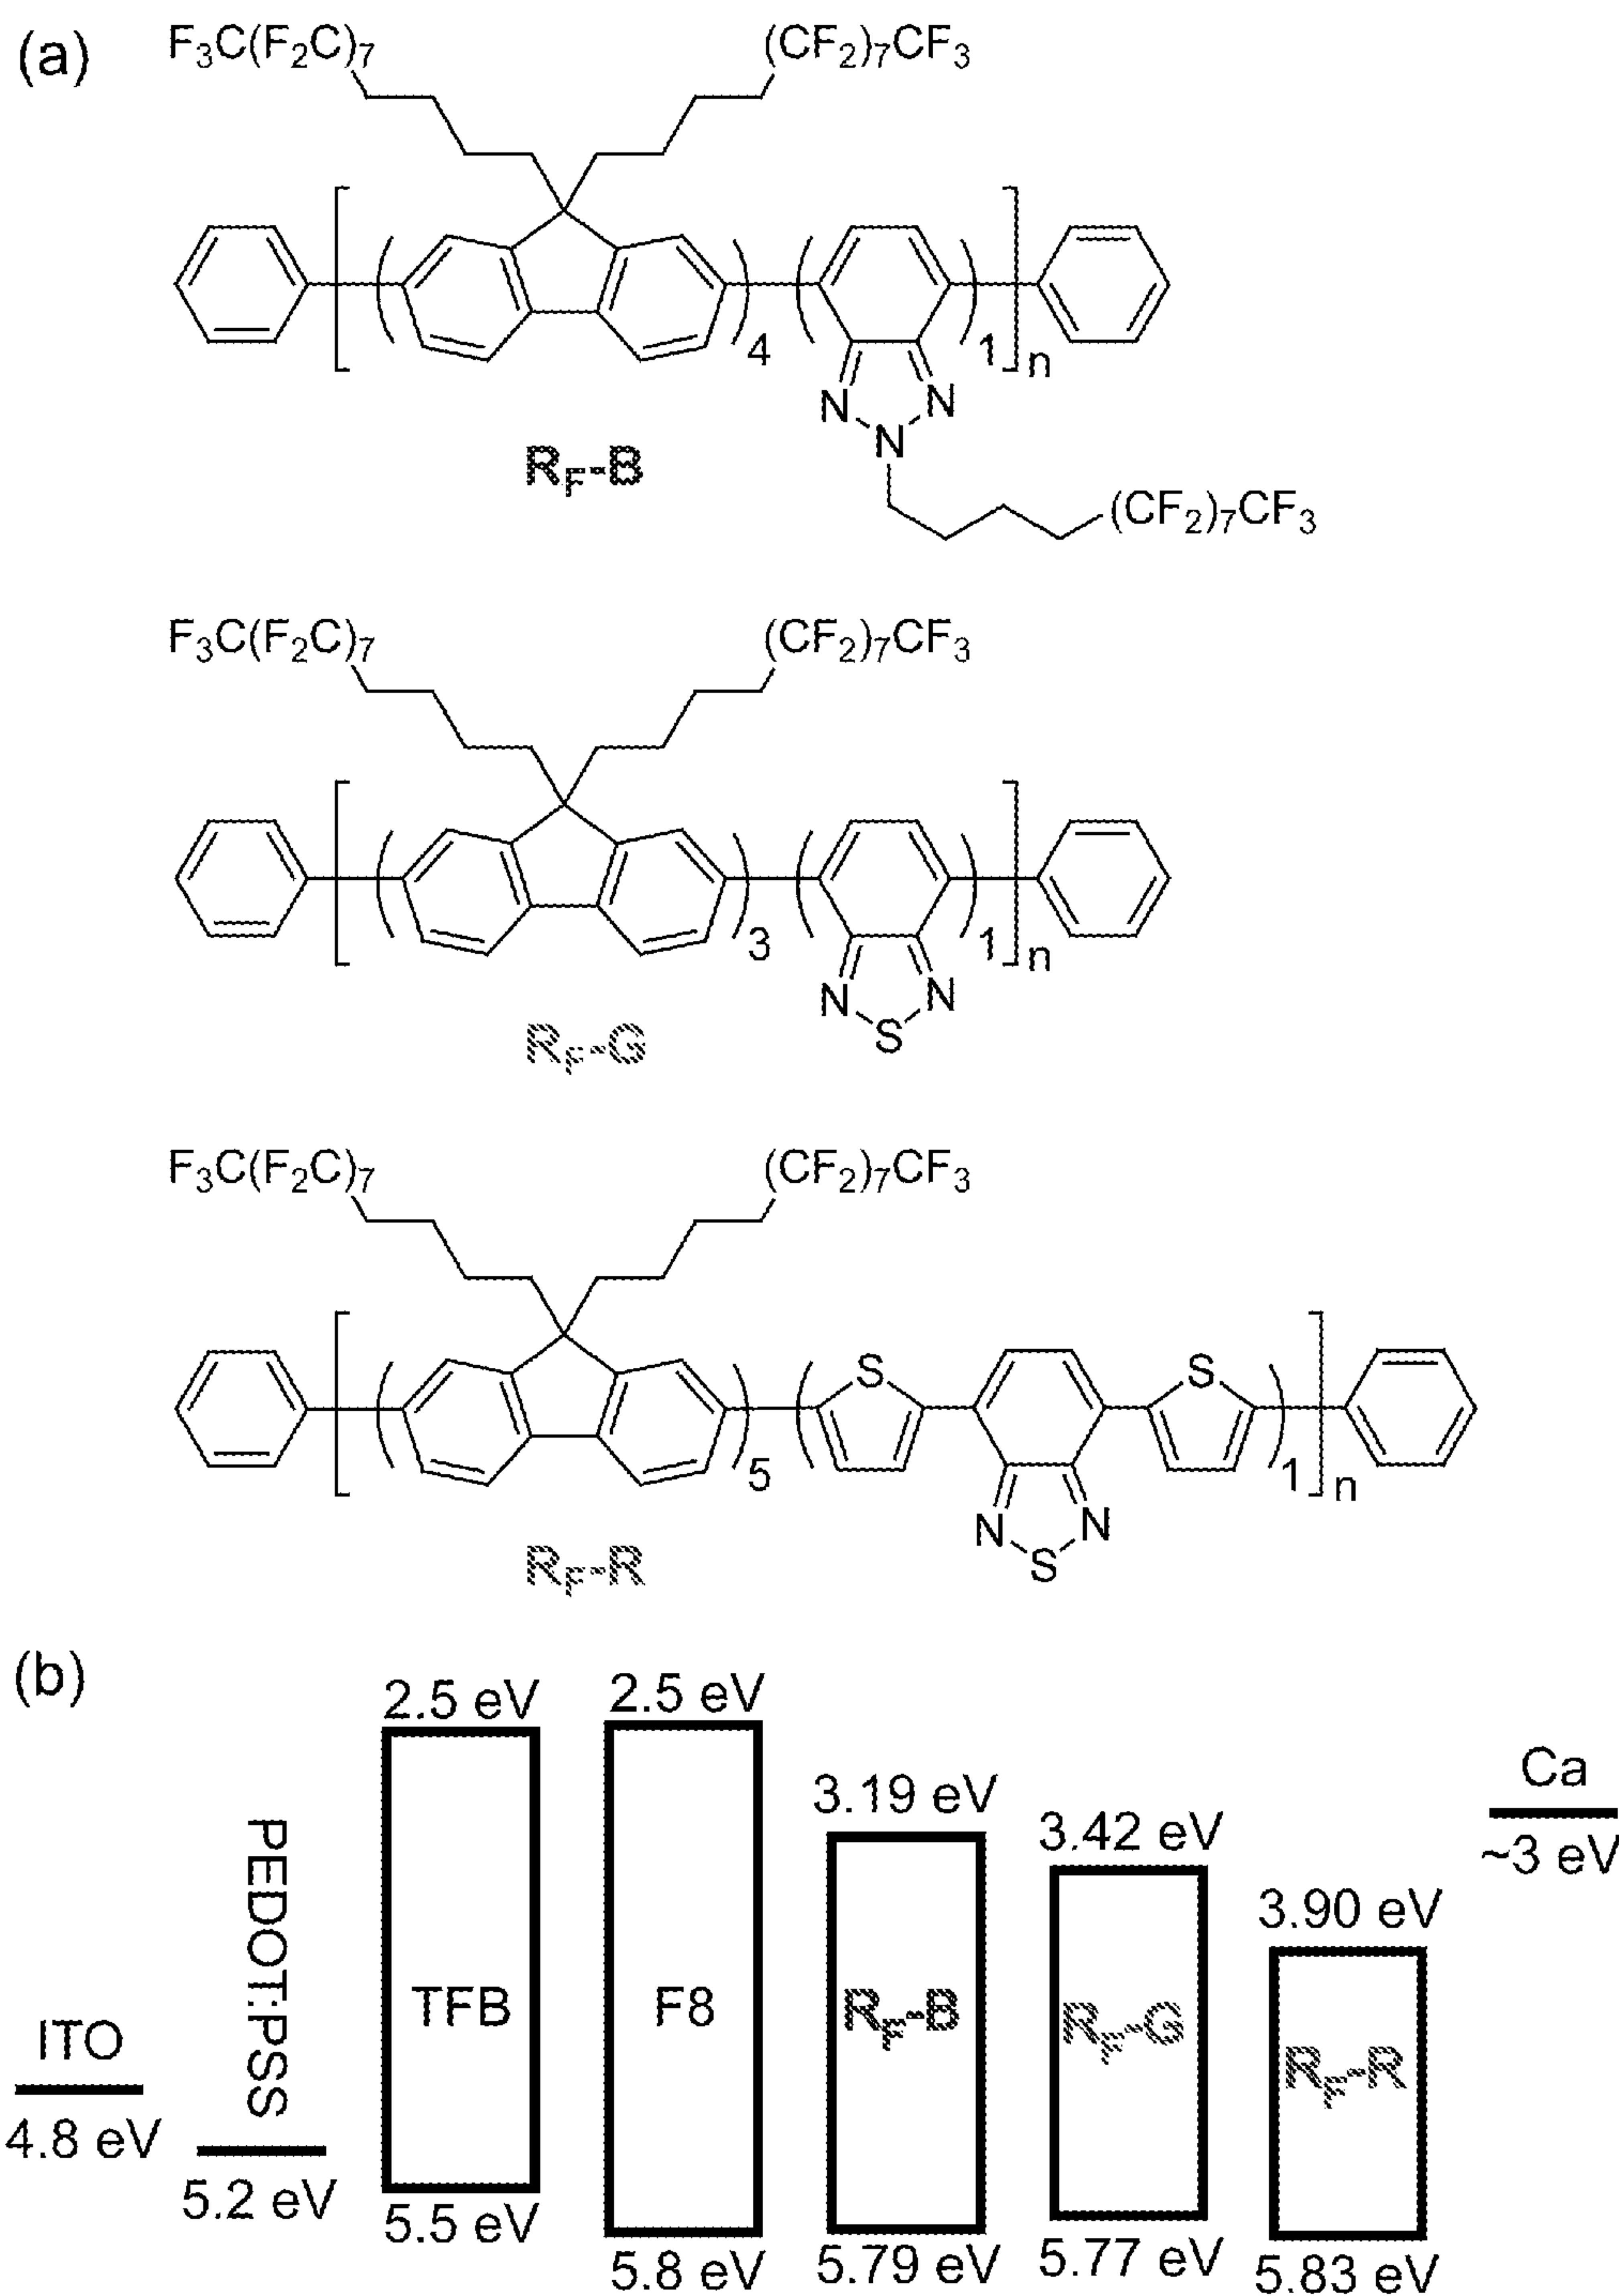 (a)
F3C(F2C)7 (CF2)7CF3
4 1 n
N N
N
RF-B
(CF2)7CF3
F3C(F2C)7 (CF2)7CF3
3 1 n
N N
S
RF-G
F3C(F2C)7 (CF2)7CF3
S S
5 1 n
N N
S
RF-R
(b)
2.5 eV 2.5 eV
3.19 eV
3.42 eV
Ca
~3 eV
3.90 eV
PEDOT:PSS
TFB F8 RF-B RF-G RF-R
ITO
4.8 eV
5.2 eV
5.5 eV
5.8 eV
5.79 eV
5.77 eV
5.83 eV